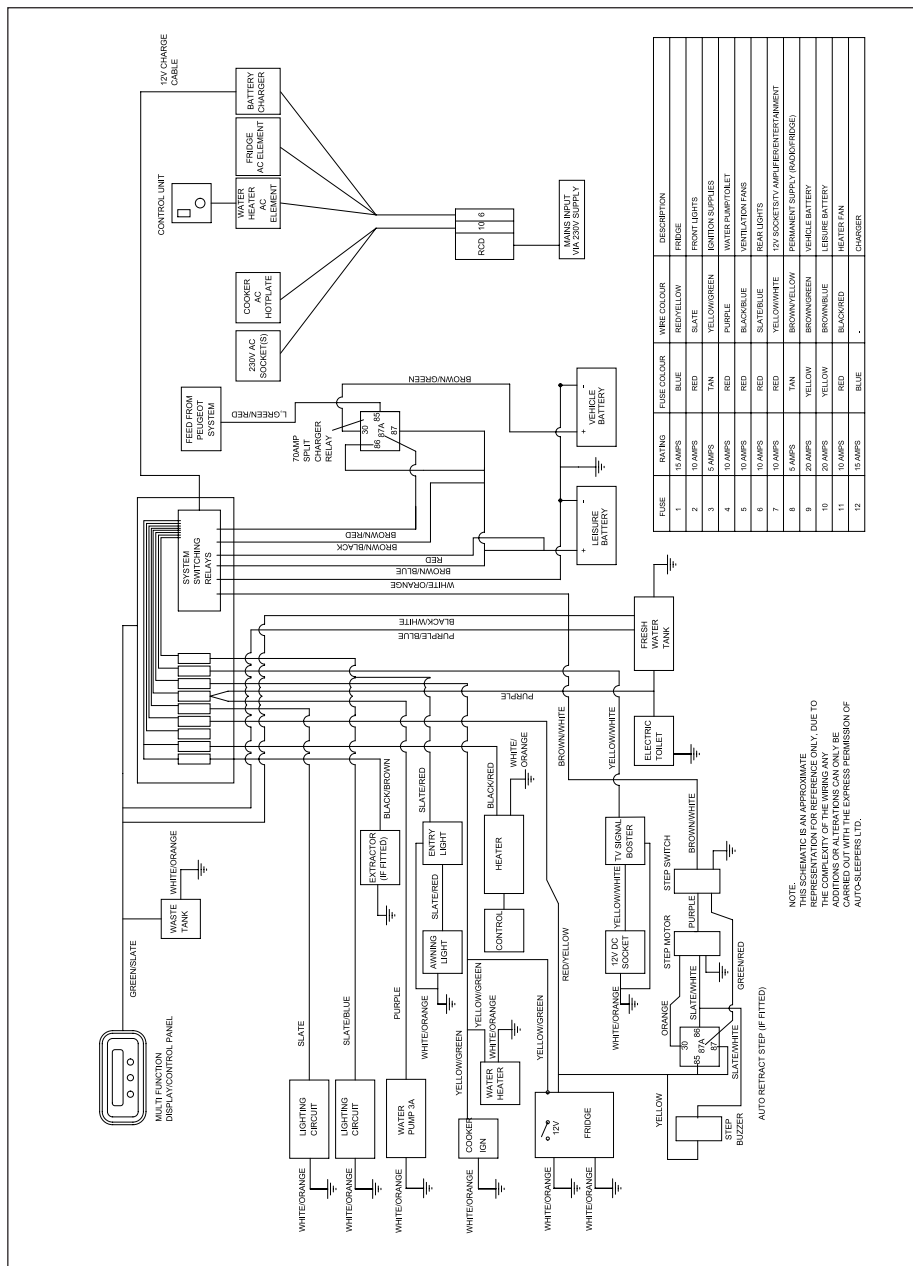 12V CHARGE
CABLE
BATTERY
CHARGER
FRIDGE
AC ELEMENT
CONTROL UNIT
WATER
HEATER
AC
ELEMENT
COOKER
AC
HOTPLATE
230V AC
SOCKET(S)
RCD
10
6
MAINS INPUT
VIA 230V SUPPLY
FEED FROM
PEUGEOT
SYSTEM
L.GREEN/RED
BROWN/GREEN
70AMP
SPLIT
CHARGER
RELAY
30
85
87A
86
87
VEHICLE
BATTERY
+
-
LEISURE
BATTERY
+
-
SYSTEM
SWITCHING
RELAYS
BROWN/RED
BROWN/BLACK
RED
BROWN/BLUE
WHITE/ORANGE
BLACK/WHITE
PURPLE/BLUE
FRESH
WATER
TANK
PURPLE
ELECTRIC
TOILET
GREEN/SLATE
WHITE/ORANGE
WASTE
TANK
MULTI FUNCTION
DISPLAY/CONTROL PANEL
SLATE
LIGHTING
CIRCUIT
WHITE/ORANGE
SLATE/BLUE
LIGHTING
CIRCUIT
WHITE/ORANGE
PURPLE
WATER
PUMP 3A
WHITE/ORANGE
BLACK/BROWN
EXTRACTOR
(IF FITTED)
SLATE/RED
ENTRY
LIGHT
SLATE/RED
AWNING
LIGHT
WHITE/ORANGE
BLACK/RED
WHITE/
ORANGE
HEATER
CONTROL
YELLOW/GREEN
YELLOW/GREEN
WHITE/ORANGE
WATER
HEATER
COOKER
IGN
WHITE/ORANGE
YELLOW/GREEN
RED/YELLOW
12V
FRIDGE
WHITE/ORANGE
WHITE/ORANGE
BROWN/WHITE
YELLOW/WHITE
TV SIGNAL
BOSTER
YELLOW/WHITE
12V DC
SOCKET
WHITE/ORANGE
BROWN/WHITE
STEP SWITCH
PURPLE
STEP MOTOR
GREEN/RED
ORANGE
SLATE/WHITE
30
86
87A
85
87
SLATE/WHITE
YELLOW
STEP
BUZZER
AUTO RETRACT STEP (IF FITTED)
NOTE.
THIS SCHEMATIC IS AN APPROXIMATE
REPRESENTATION FOR REFERENCE ONLY, DUE TO
THE COMPLEXITY OF THE WIRING ANY
ADDITIONS OR ALTERATIONS CAN ONLY BE
CARRIED OUT WITH THE EXPRESS PERMISSION OF
AUTO-SLEEPERS LTD.
FUSE RATING FUSE COLOUR WIRE COLOUR DESCRIPTION
1 15 AMPS BLUE RED/YELLOW FRIDGE
2 10 AMPS RED SLATE FRONT LIGHTS
3 5 AMPS TAN YELLOW/GREEN IGNITION SUPPLIES
4 10 AMPS RED PURPLE WATER PUMP/TOILET
5 10 AMPS RED BLACK/BLUE VENTILATION FANS
6 10 AMPS RED SLATE/BLUE REAR LIGHTS
7 10 AMPS RED YELLOW/WHITE 12V SOCKETS/TV AMPLIFIER/ENTERTAINMENT
8 5 AMPS TAN BROWN/YELLOW PERMANENT SUPPLY (RADIO/FRIDGE)
9 20 AMPS YELLOW BROWN/GREEN VEHICLE BATTERY
10 20 AMPS YELLOW BROWN/BLUE LEISURE BATTERY
11 10 AMPS RED BLACK/RED HEATER FAN
12 15 AMPS BLUE - CHARGER